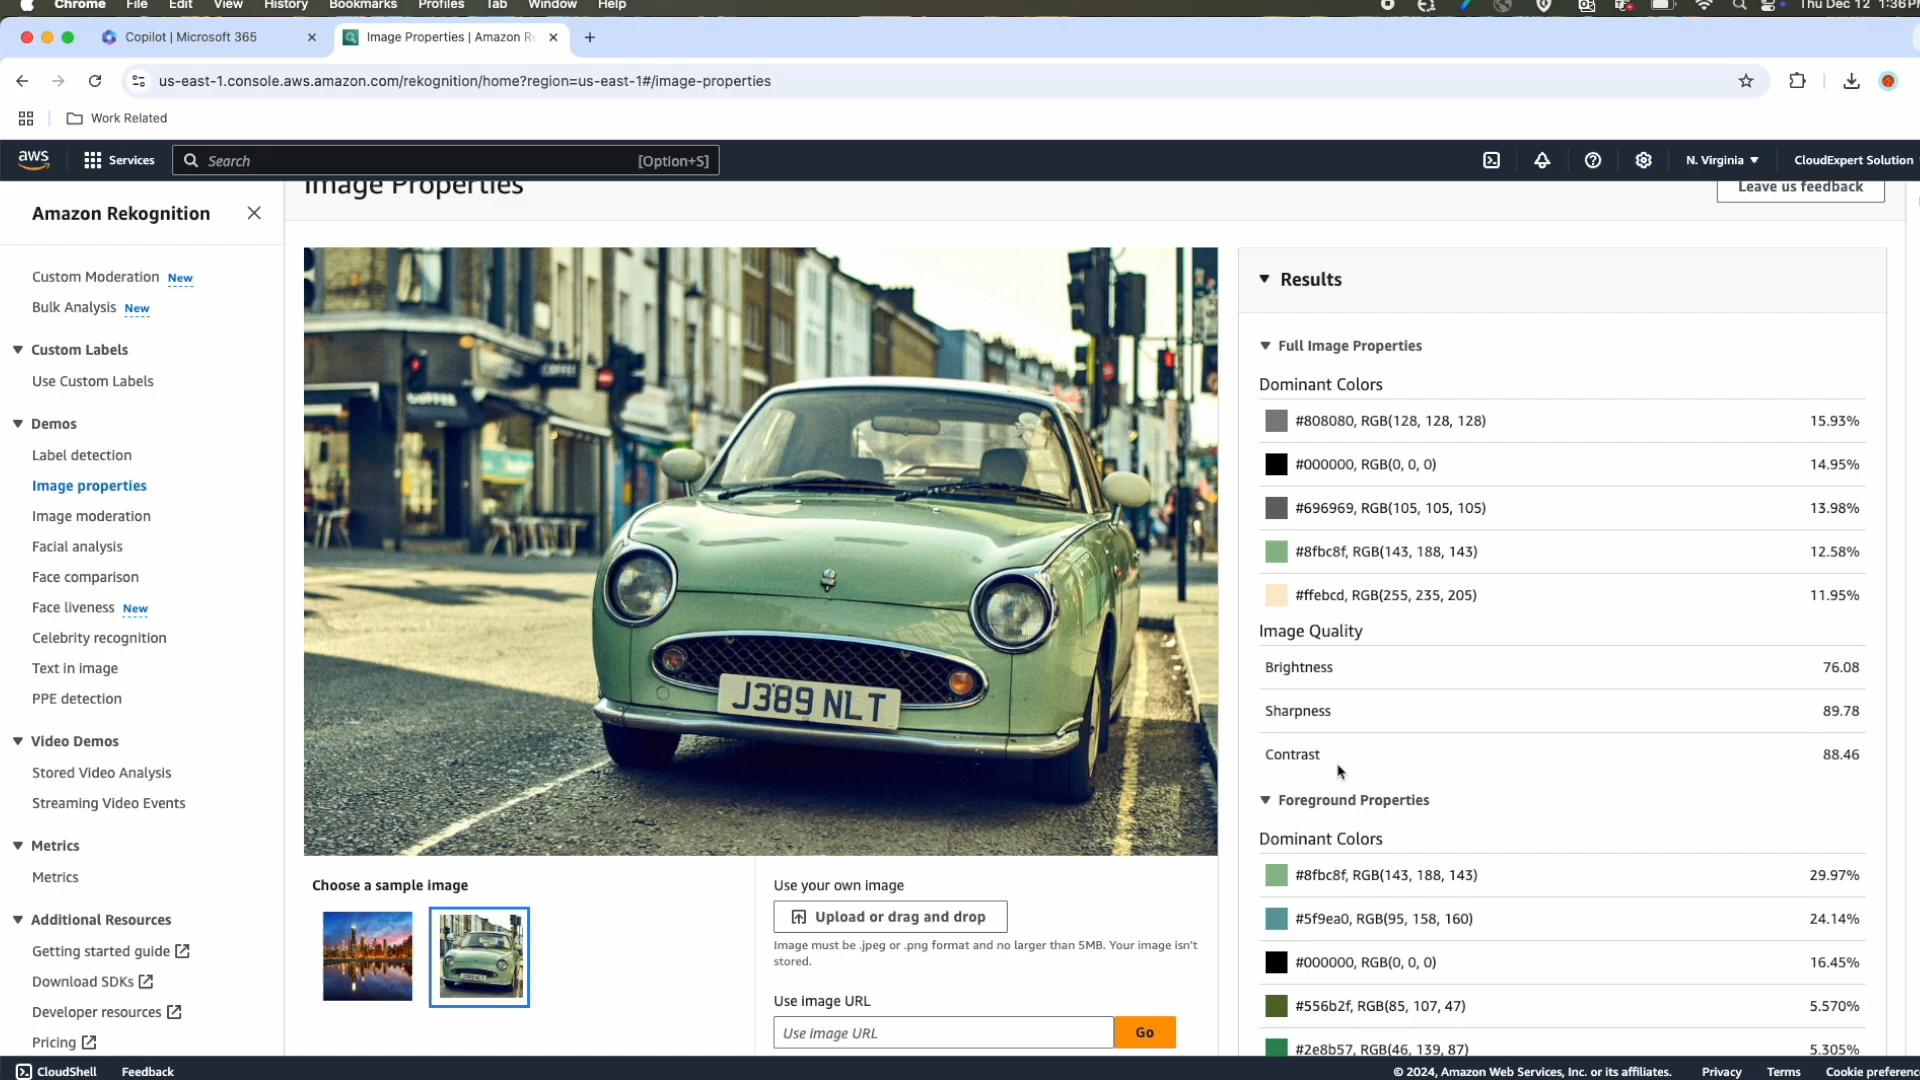 Chrome File Edit View History Bookmarks Profiles Tab Window Help Thu Dec 12 1:36
Copilot | Microsoft 365
Image Properties | Amazon Re
us-east-1.console.aws.amazon.com/rekognition/home?region=us-east-1#/image-properties
Work Related
aws
Services
Search [Option+S]
N. Virginia
CloudExpert Solution
Amazon Rekognition
Custom Moderation New
Bulk Analysis New
Custom Labels
Use Custom Labels
Demos
Label detection
Image properties
Image moderation
Facial analysis
Face comparison
Face liveness New
Celebrity recognition
Text in image
PPE detection
Video Demos
Stored Video Analysis
Streaming Video Events
Metrics
Metrics
Additional Resources
Getting started guide
Download SDKs
Developer resources
Pricing
Image Properties
Leave us feedback
COFFEE
J389 NLT
Choose a sample image
Use your own image
Upload or drag and drop
Image must be .jpeg or .png format and no larger than 5MB. Your image isn't
stored.
Use image URL
Use image URL
Go
Results
Full Image Properties
Dominant Colors
#808080, RGB(128, 128, 128) 15.93%
#000000, RGB(0, 0, 0) 14.95%
#696969, RGB(105, 105, 105) 13.98%
#8fbc8f, RGB(143, 188, 143) 12.58%
#ffebcd, RGB(255, 235, 205) 11.95%
Image Quality
Brightness 76.08
Sharpness 89.78
Contrast 88.46
Foreground Properties
Dominant Colors
#8fbc8f, RGB(143, 188, 143) 29.97%
#5f9ea0, RGB(95, 158, 160) 24.14%
#000000, RGB(0, 0, 0) 16.45%
#556b2f, RGB(85, 107, 47) 5.570%
#2e8b57, RGB(46, 139, 87) 5.305%
CloudShell Feedback
© 2024, Amazon Web Services, Inc. or its affiliates. Privacy Terms Cookie preferenc